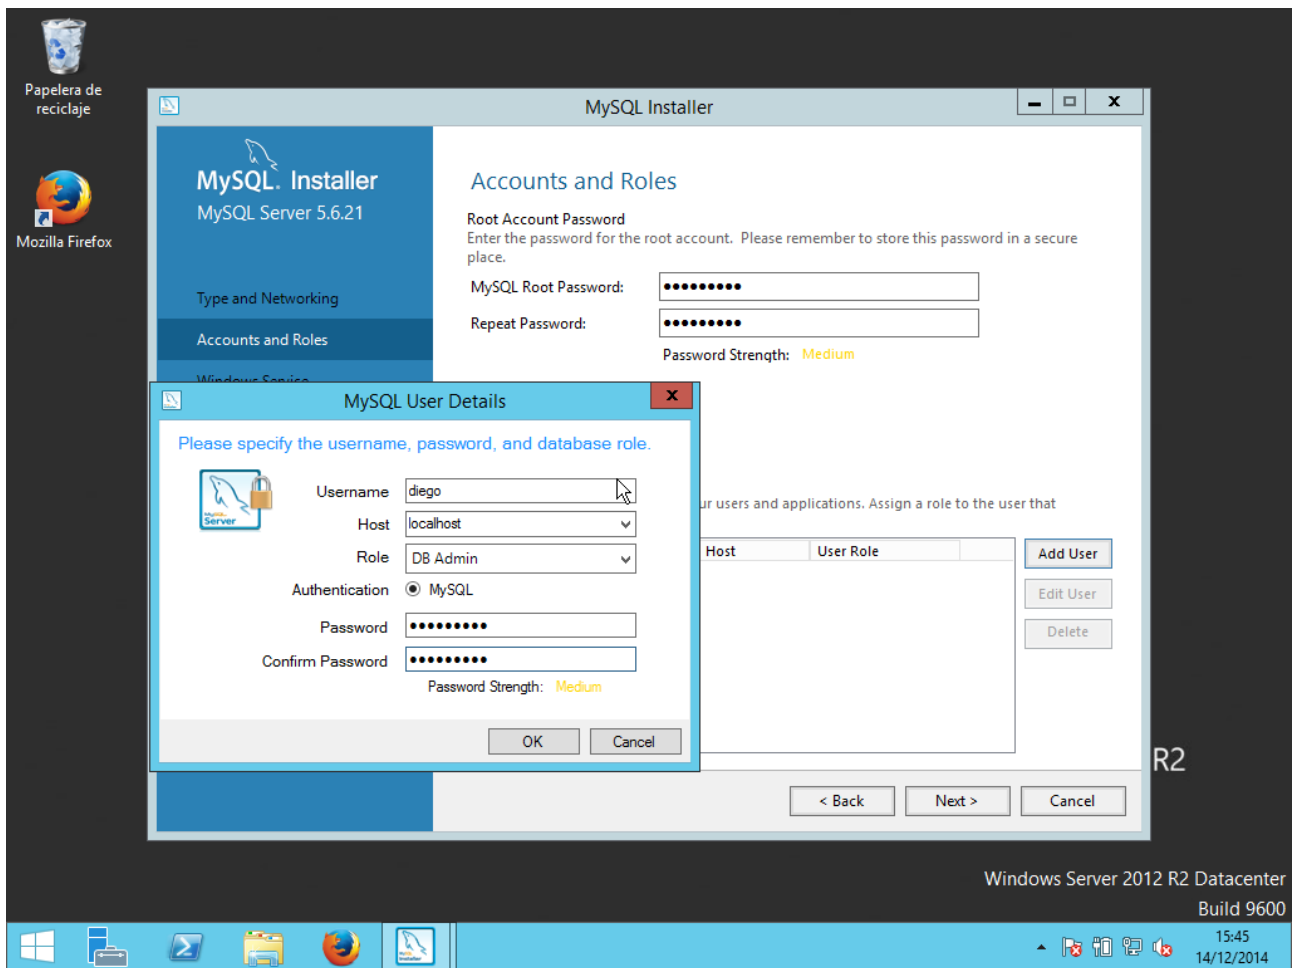 Papelera de
reciclaje
Mozilla Firefox
MySQL Installer
MySQL. Installer
MySQL Server 5.6.21
Type and Networking
Accounts and Roles
Windows Service
Accounts and Roles
Root Account Password
Enter the password for the root account. Please remember to store this password in a secure
place.
MySQL Root Password:
●●●●●●●●●
Repeat Password:
●●●●●●●●●
Password Strength: Medium
ur users and applications. Assign a role to the user that
Host User Role
Add User
Edit User
Delete
MySQL User Details
Please specify the username, password, and database role.
MySQL
Server
Username diego
Host localhost
Role DB Admin
Authentication MySQL
Password ●●●●●●●●●
Confirm Password ●●●●●●●●●
Password Strength: Medium
OK Cancel
< Back Next > Cancel
R2
Windows Server 2012 R2 Datacenter
Build 9600
15:45
14/12/2014